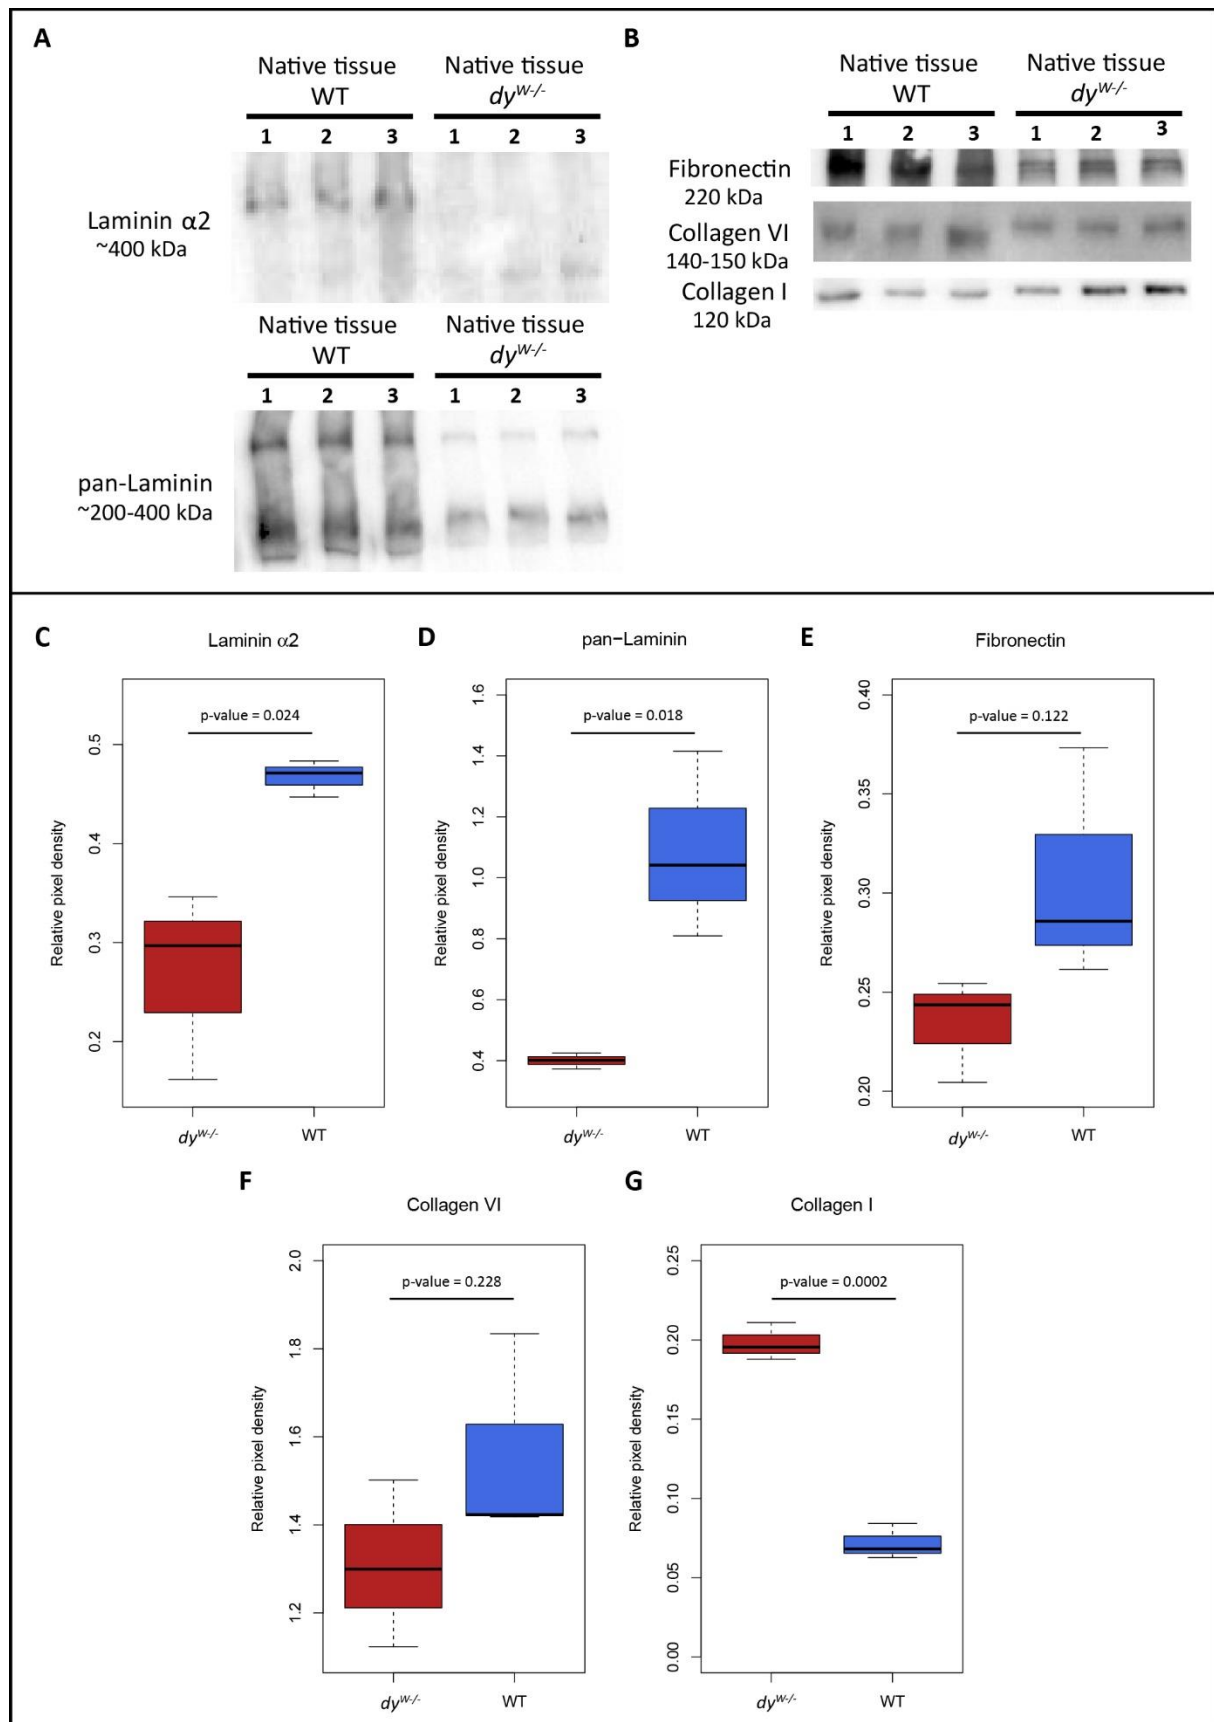 A
Native tissue Native tissue
WT dyW-/-
1 2 3 1 2 3
Laminin α2
~400 kDa
Native tissue Native tissue
WT dyW-/-
1 2 3 1 2 3
pan-Laminin
~200-400 kDa
B
Native tissue Native tissue
WT dyW-/-
1 2 3 1 2 3
Fibronectin
220 kDa
Collagen VI
140-150 kDa
Collagen I
120 kDa
C
Laminin α2
p-value = 0.024
Relative pixel density
0.5
0.4
0.3
0.2
dyW-/- WT
D
pan−Laminin
p-value = 0.018
Relative pixel density
1.6
1.4
1.2
1.0
0.8
0.6
0.4
dyW-/- WT
E
Fibronectin
p-value = 0.122
Relative pixel density
0.40
0.35
0.30
0.25
0.20
dyW-/- WT
F
Collagen VI
p-value = 0.228
Relative pixel density
2.0
1.8
1.6
1.4
1.2
dyW-/- WT
G
Collagen I
p-value = 0.0002
Relative pixel density
0.25
0.20
0.15
0.10
0.05
0.00
dyW-/- WT